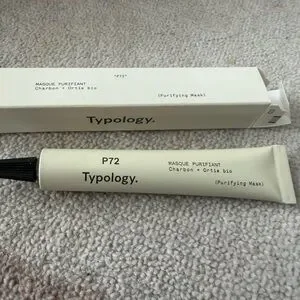 "P72"
MASQUE PURIFIANT
Charbon + Ortie bio
(Purifying Mask)
Typology.
P72
Typology.
MASQUE PURIFIANT
Charbon + Ortie bio
(Purifying Mask)